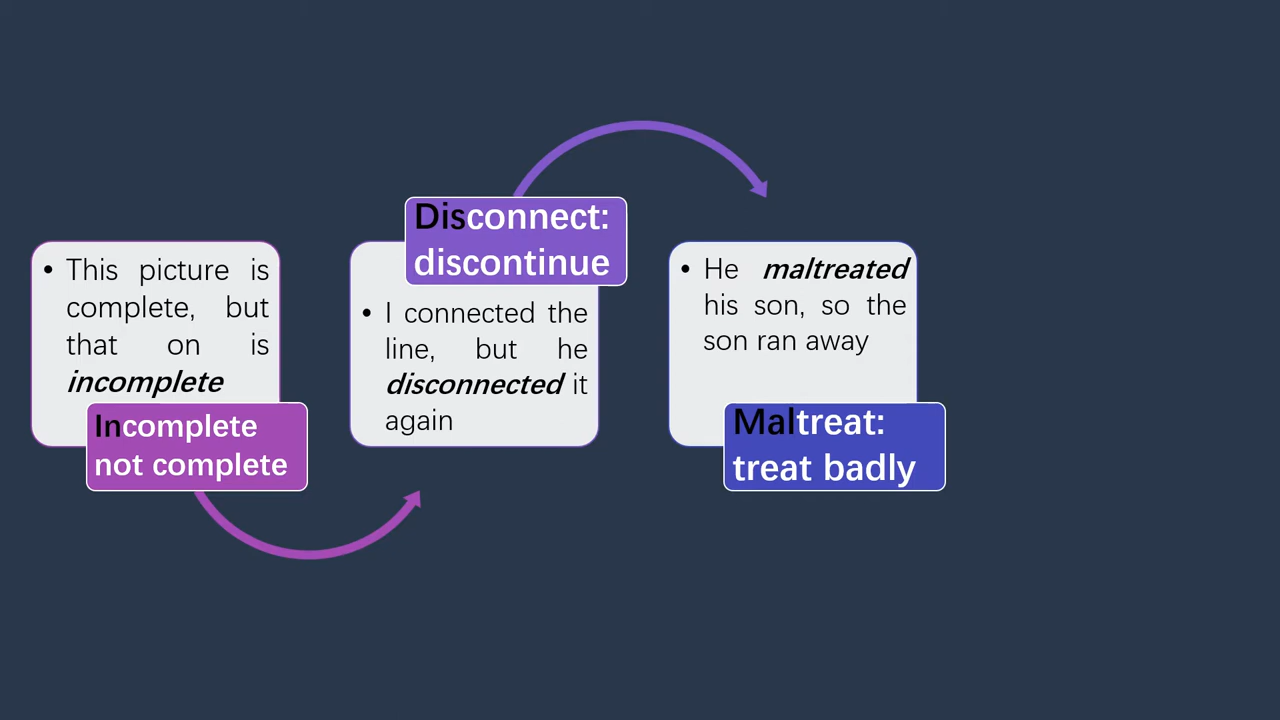 • This picture is
complete, but
that on is
incomplete
Incomplete
not complete
Disconnect:
discontinue
• I connected the
line, but he
disconnected it
again
• He maltreated
his son, so the
son ran away
Maltreat:
treat badly